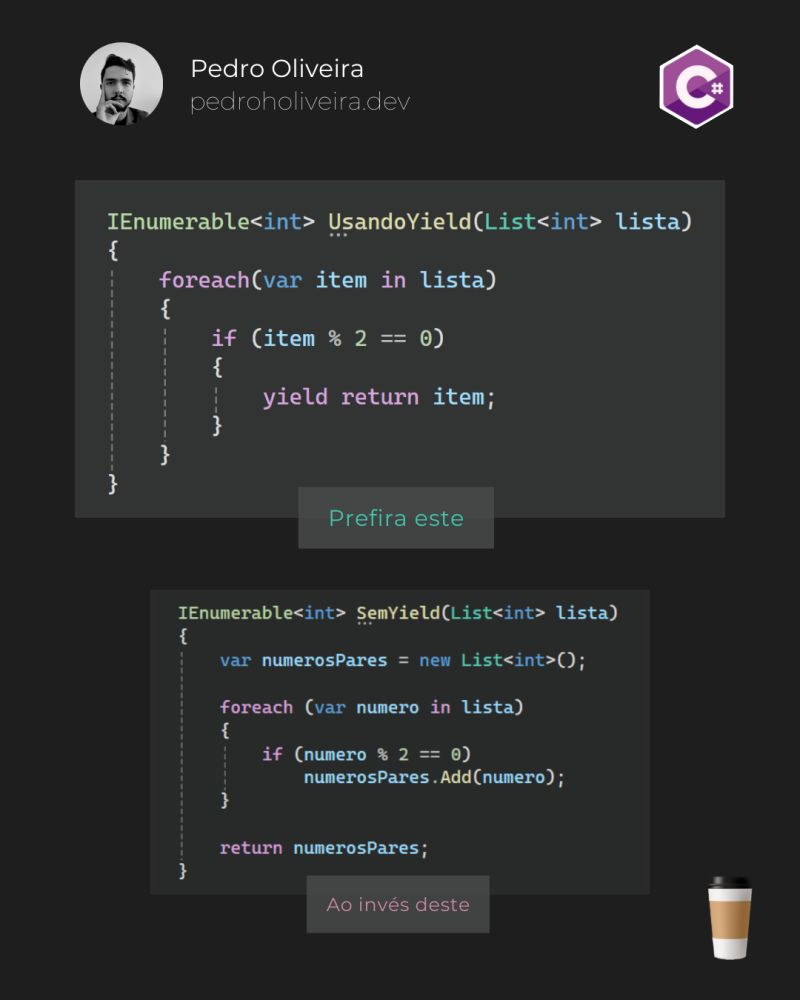 Pedro Oliveira
pedroholiveira.dev
C#
IEnumerable<int> UsandoYield(List<int> lista)
{
    foreach(var item in lista)
    {
        if (item % 2 == 0)
        {
            yield return item;
        }
    }
}
Prefira este
IEnumerable<int> SemYield(List<int> lista)
{
    var numerosPares = new List<int>();

    foreach (var numero in lista)
    {
        if (numero % 2 == 0)
            numerosPares.Add(numero);
    }

    return numerosPares;
}
Ao invés deste